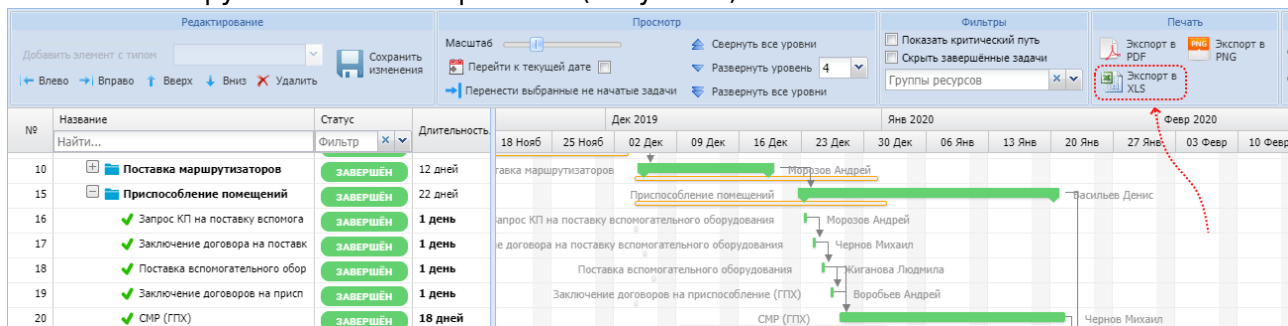 Редактирование
Просмотр
Фильтры
Печать
Добавить элемент с типом
Сохранить изменения
Влево Вправо Вверх Вниз Удалить
Масштаб
Перейти к текущей дате
Перенести выбранные не начатые задачи
Свернуть все уровни
Развернуть уровень 4
Развернуть все уровни
Показать критический путь
Скрыть завершённые задачи
Группы ресурсов
Экспорт в PDF
PNG Экспорт в PNG
Экспорт в XLS
№ Название Статус Длительность
Найти... Фильтр
Дек 2019 Янв 2020 Февр 2020
18 Нояб 25 Нояб 02 Дек 09 Дек 16 Дек 23 Дек 30 Дек 06 Янв 13 Янв 20 Янв 27 Янв 03 Февр 10 Февр
10 Поставка маршрутизаторов ЗАВЕРШЁН 12 дней тавка маршрутизаторов Морозов Андрей
15 Приспособление помещений ЗАВЕРШЁН 22 дней Приспособление помещений Васильев Денис
16 Запрос КП на поставку вспомога ЗАВЕРШЁН 1 день апрос КП на поставку вспомогательного оборудования Морозов Андрей
17 Заключение договора на поставк ЗАВЕРШЁН 1 день е договора на поставку вспомогательного оборудования Чернов Михаил
18 Поставка вспомогательного обор ЗАВЕРШЁН 1 день Поставка вспомогательного оборудования Жиганова Людмила
19 Заключение договоров на присп ЗАВЕРШЁН 1 день Заключение договоров на приспособление (ГПХ) Воробьев Андрей
20 СМР (ГПХ) ЗАВЕРШЁН 18 дней СМР (ГПХ) Чернов Михаил